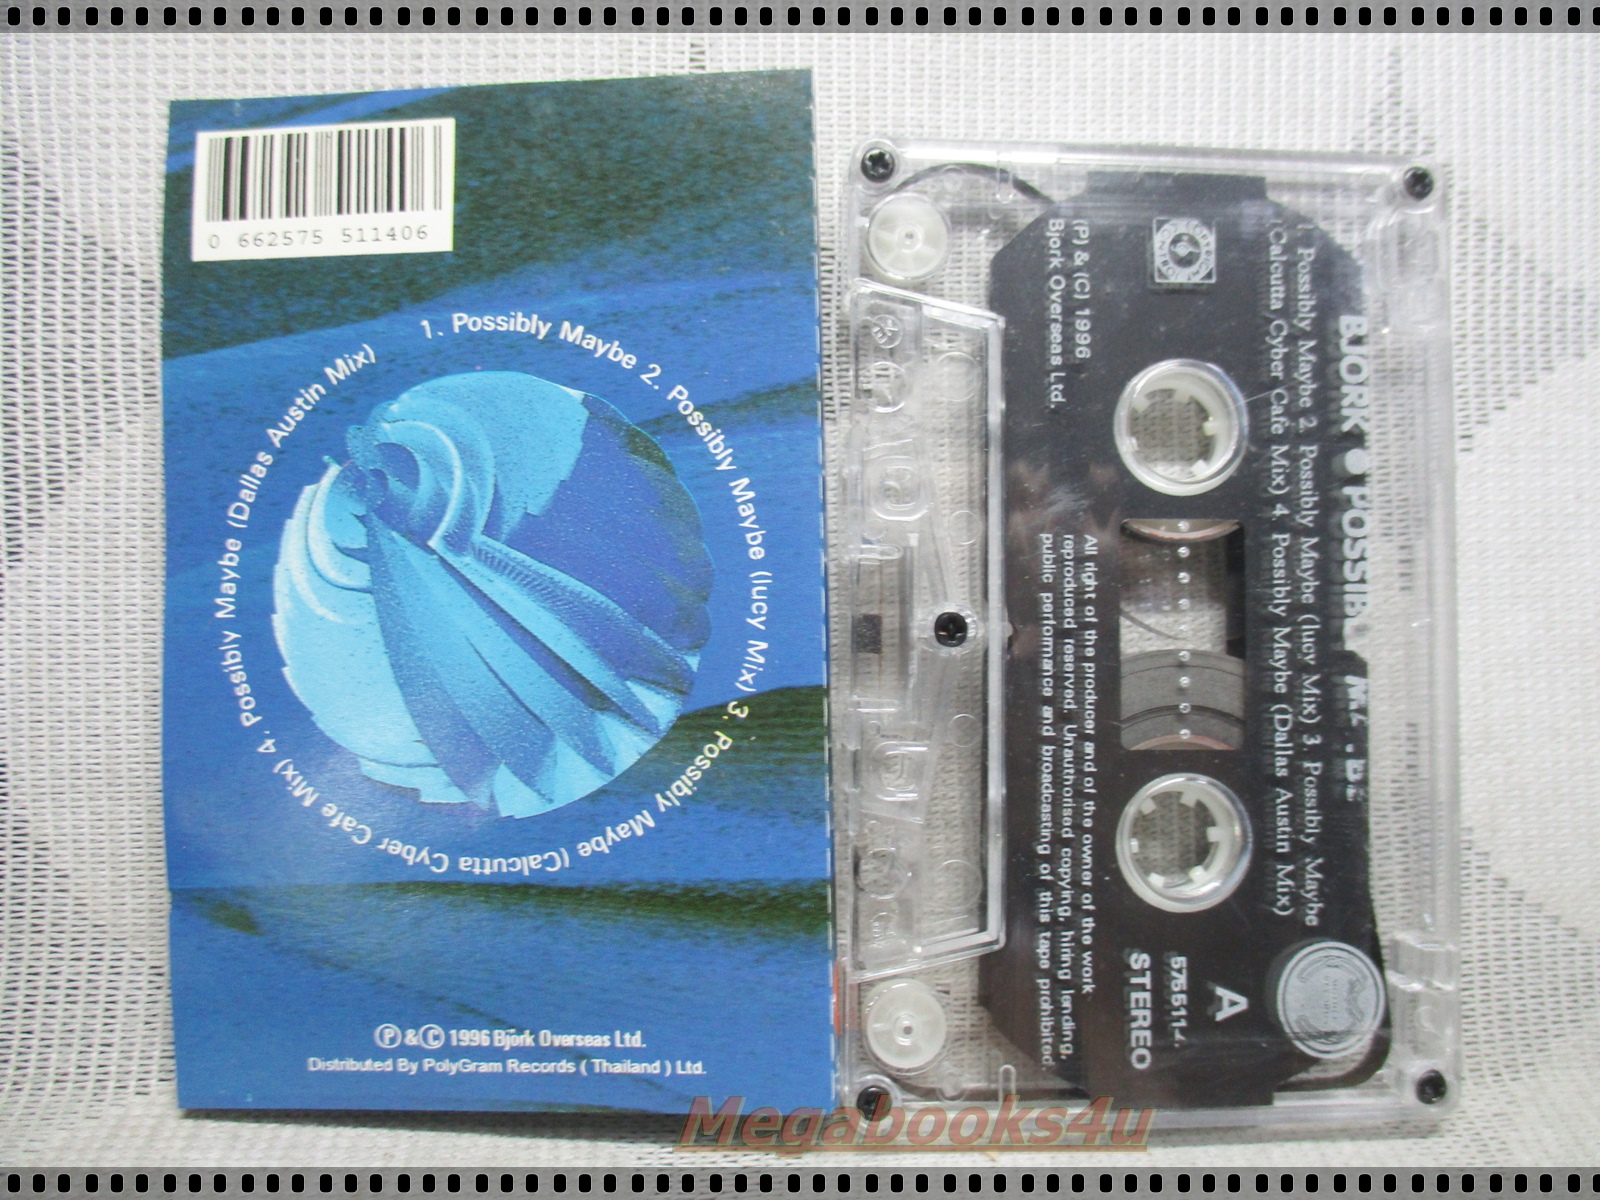 0 662575 511406
1. Possibly Maybe 2. Possibly Maybe (lucy Mix) 3. Possibly Maybe (Calcutta Cyber Cafe Mix) 4. Possibly Maybe (Dallas Austin Mix)
Ⓟ & Ⓒ 1996 Björk Overseas Ltd.
Distributed By PolyGram Records ( Thailand ) Ltd.
BJORK ● POSSIBLY
1. Possibly Maybe 2. Possibly Maybe (lucy Mix) 3. Possibly Maybe
(Calcutta Cyber Cafe Mix) 4. Possibly Maybe (Dallas Austin Mix)
A
575511-4
STEREO
(P) & (C) 1996
Bjork Overseas Ltd.
All right of the producer and of the owner of the work
reproduced reserved. Unauthorised copying, hiring lending,
public performance and broadcasting of this tape prohibited.
Megabooks4u